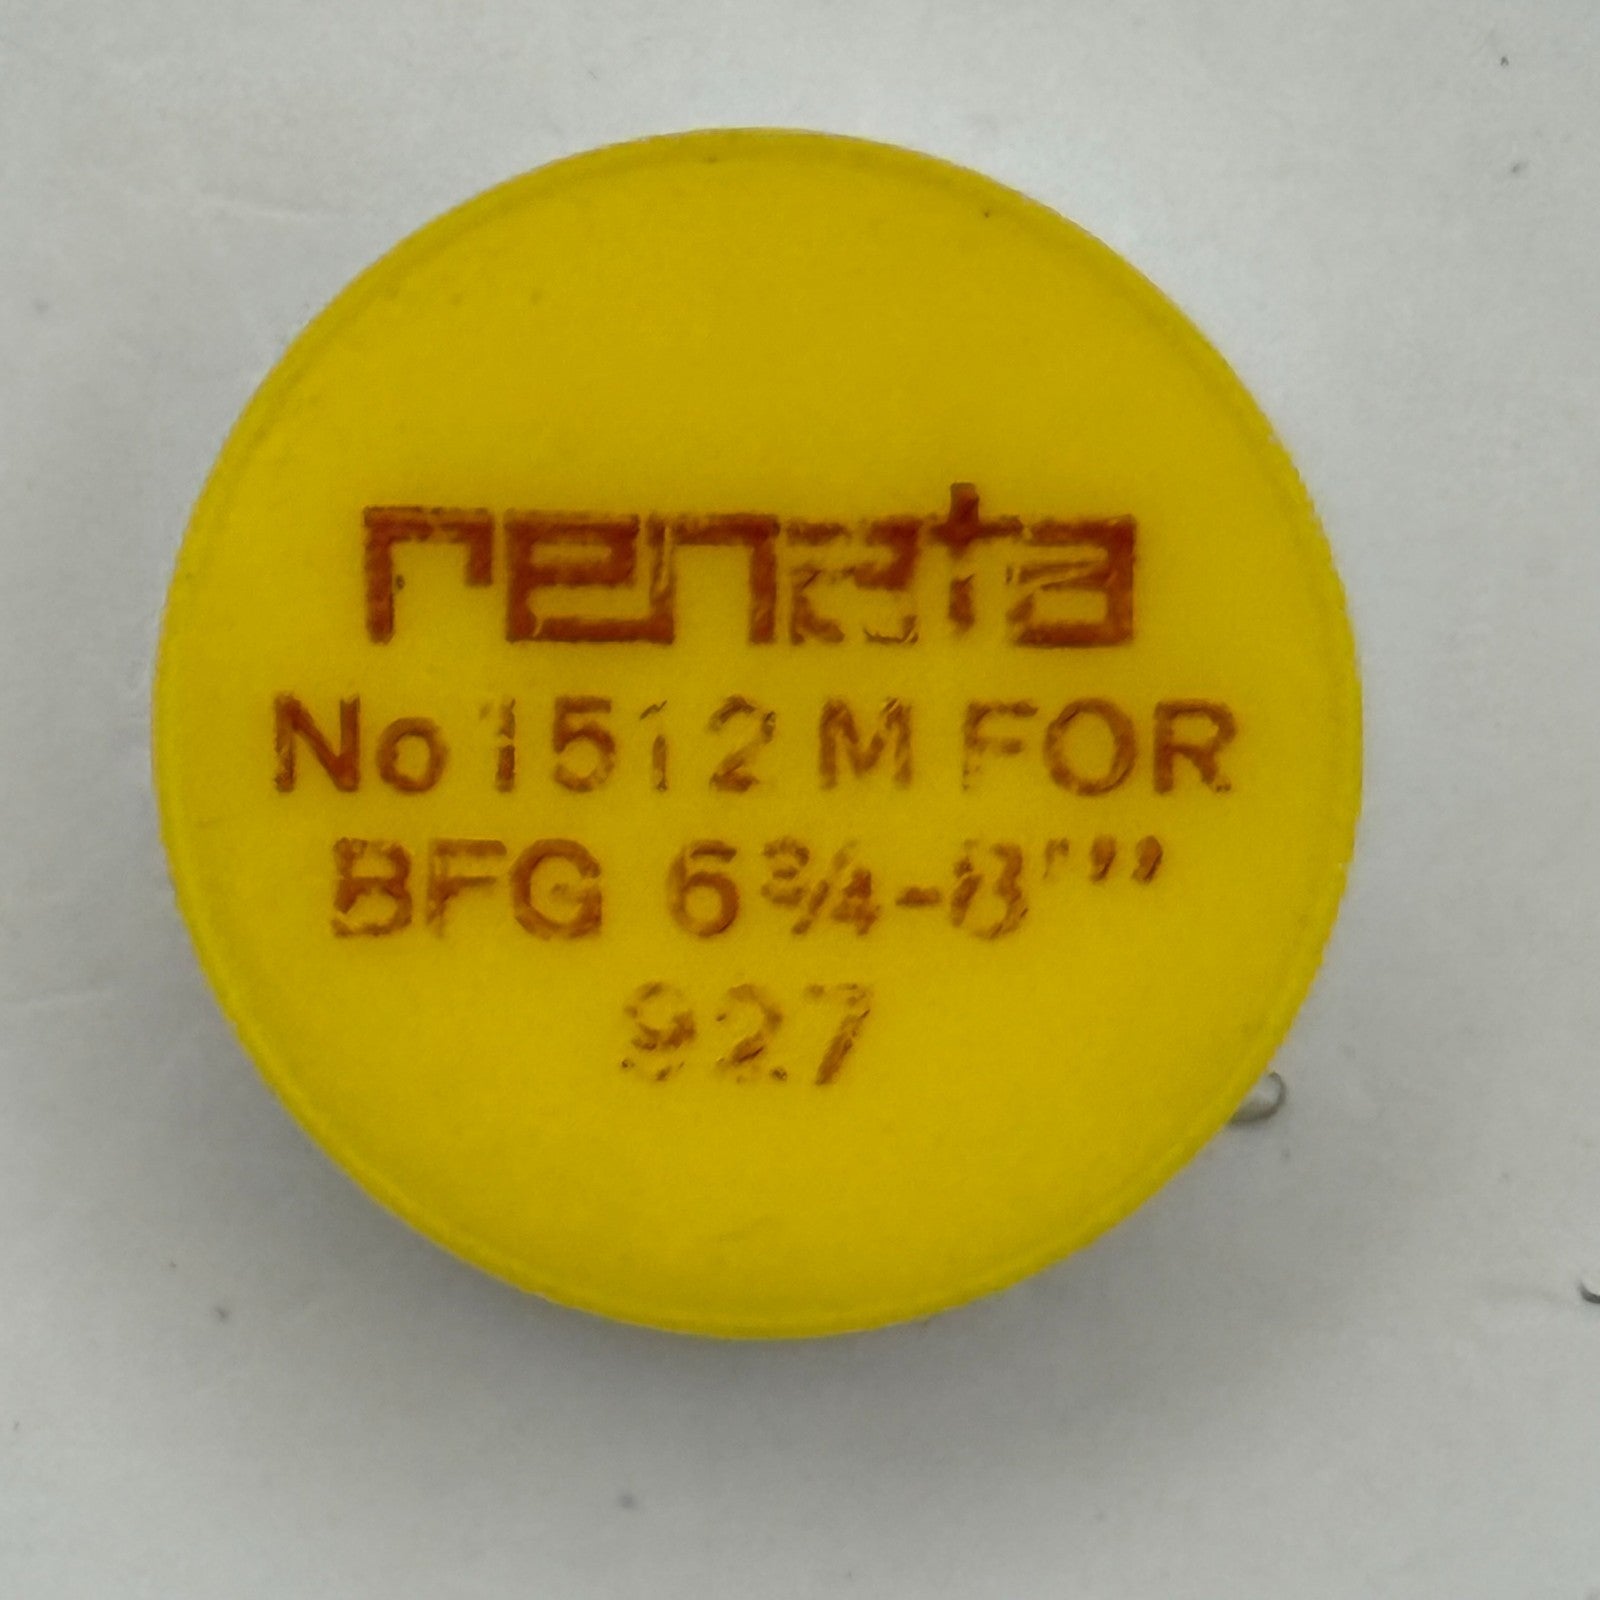 renata
No 1512 M FOR
BFG 6¾-8'''
927